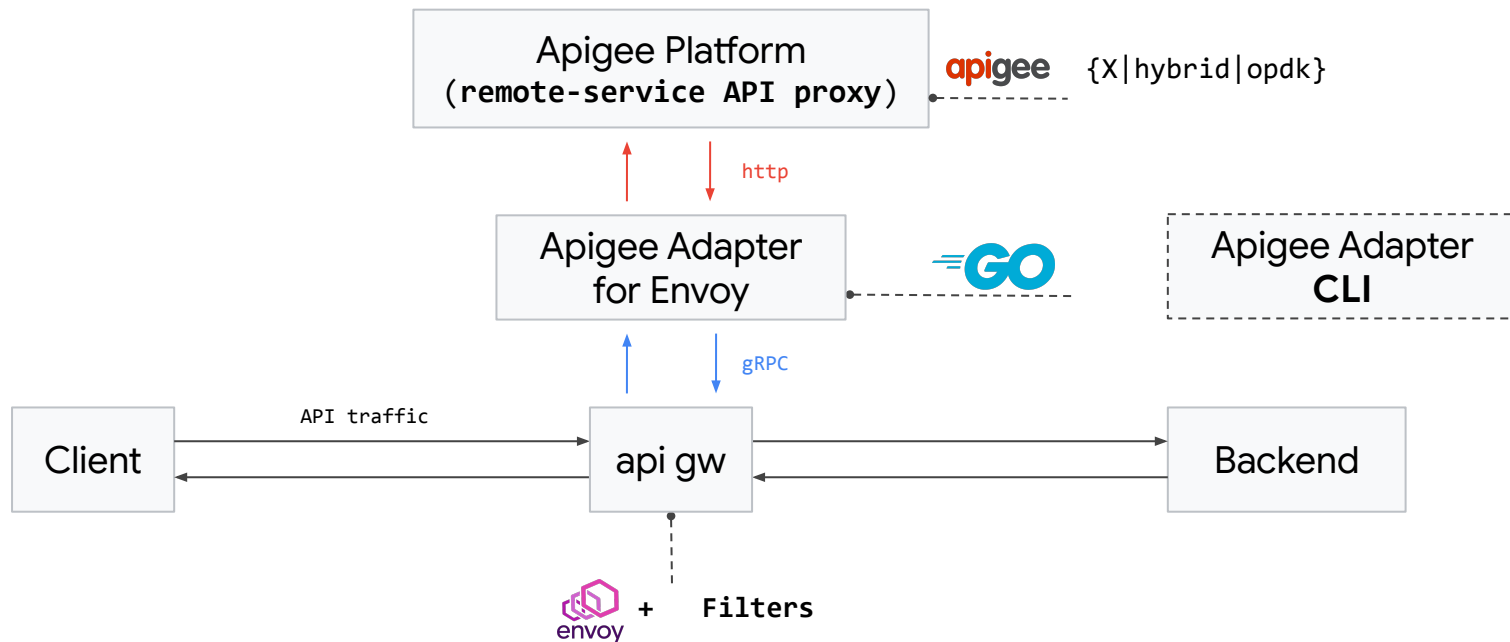 Apigee Platform
(remote-service API proxy)
apigee {X|hybrid|opdk}
http
Apigee Adapter
for Envoy
GO
Apigee Adapter
CLI
gRPC
Client
API traffic
api gw
Backend
envoy + Filters